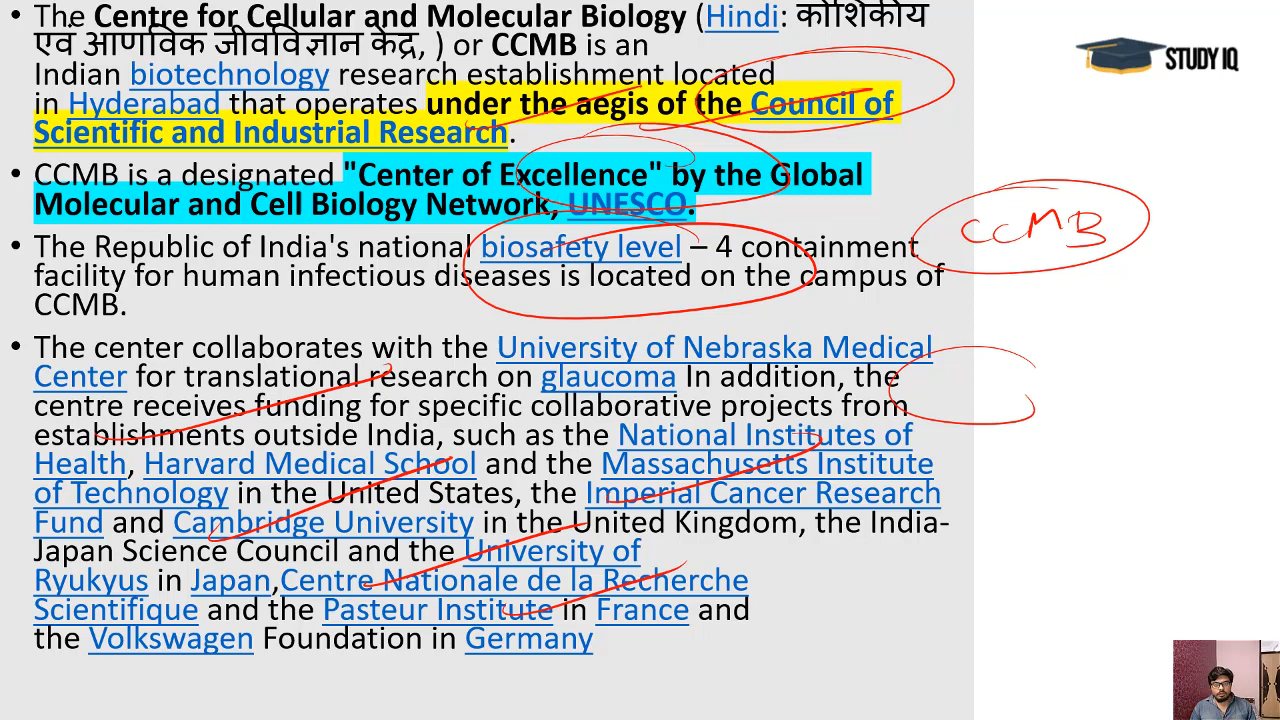 • The Centre for Cellular and Molecular Biology (Hindi: कोशिकीय
एवं आणविक जीवविज्ञान केंद्र, ) or CCMB is an
Indian biotechnology research establishment located
in Hyderabad that operates under the aegis of the Council of
Scientific and Industrial Research.
• CCMB is a designated "Center of Excellence" by the Global
Molecular and Cell Biology Network, UNESCO.
• The Republic of India's national biosafety level – 4 containment
facility for human infectious diseases is located on the campus of
CCMB.
• The center collaborates with the University of Nebraska Medical
Center for translational research on glaucoma In addition, the
centre receives funding for specific collaborative projects from
establishments outside India, such as the National Institutes of
Health, Harvard Medical School and the Massachusetts Institute
of Technology in the United States, the Imperial Cancer Research
Fund and Cambridge University in the United Kingdom, the India-
Japan Science Council and the University of
Ryukyus in Japan,Centre Nationale de la Recherche
Scientifique and the Pasteur Institute in France and
the Volkswagen Foundation in Germany
STUDY IQ
CCMB